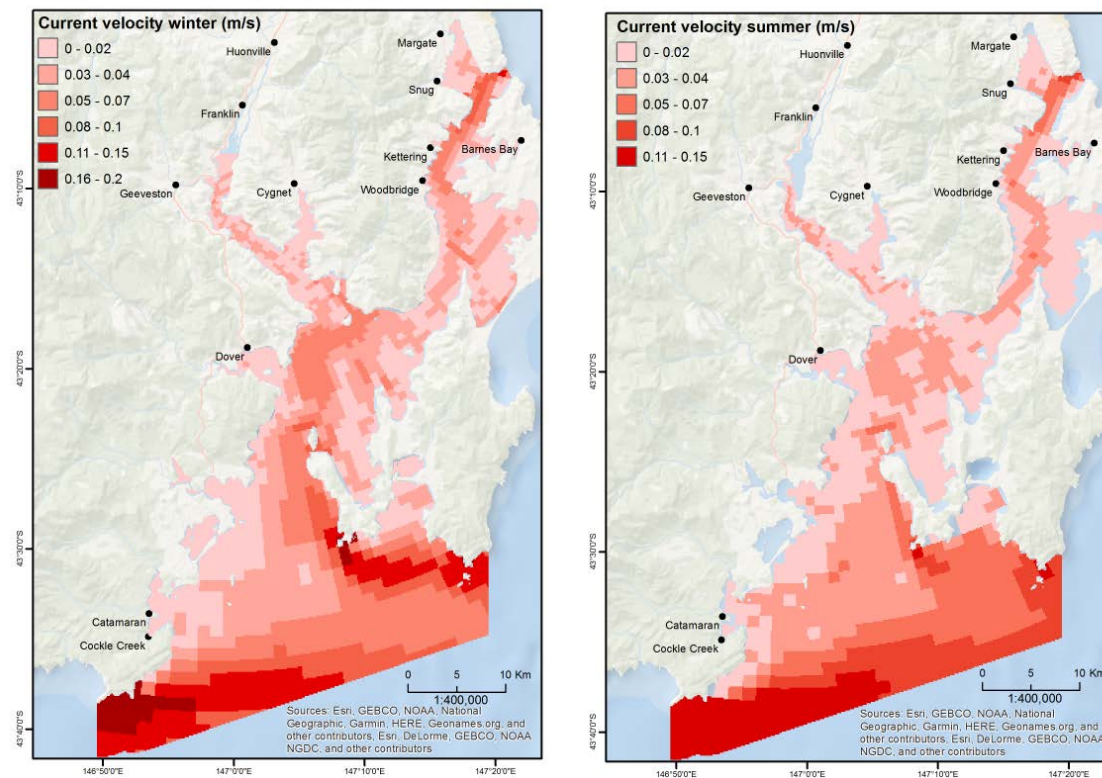 Current velocity winter (m/s)
0 - 0.02
0.03 - 0.04
0.05 - 0.07
0.08 - 0.1
0.11 - 0.15
0.16 - 0.2
Huonville
Margate
Snug
Franklin
Kettering
Barnes Bay
Geeveston
Cygnet
Woodbridge
Dover
Catamaran
Cockle Creek
43°10'0"S
43°20'0"S
43°30'0"S
43°40'0"S
0 5 10 Km
1:400,000
Sources: Esri, GEBCO, NOAA, National
Geographic, Garmin, HERE, Geonames.org, and
other contributors, Esri, DeLorme, GEBCO, NOAA
NGDC, and other contributors
146°50'0"E 147°0'0"E 147°10'0"E 147°20'0"E
Current velocity summer (m/s)
0 - 0.02
0.03 - 0.04
0.05 - 0.07
0.08 - 0.1
0.11 - 0.15
Huonville
Margate
Snug
Franklin
Kettering
Barnes Bay
Geeveston
Cygnet
Woodbridge
Dover
Catamaran
Cockle Creek
43°10'0"S
43°20'0"S
43°30'0"S
43°40'0"S
0 5 10 Km
1:400,000
Sources: Esri, GEBCO, NOAA, National
Geographic, Garmin, HERE, Geonames.org, and
other contributors, Esri, DeLorme, GEBCO, NOAA
NGDC, and other contributors
146°50'0"E 147°0'0"E 147°10'0"E 147°20'0"E